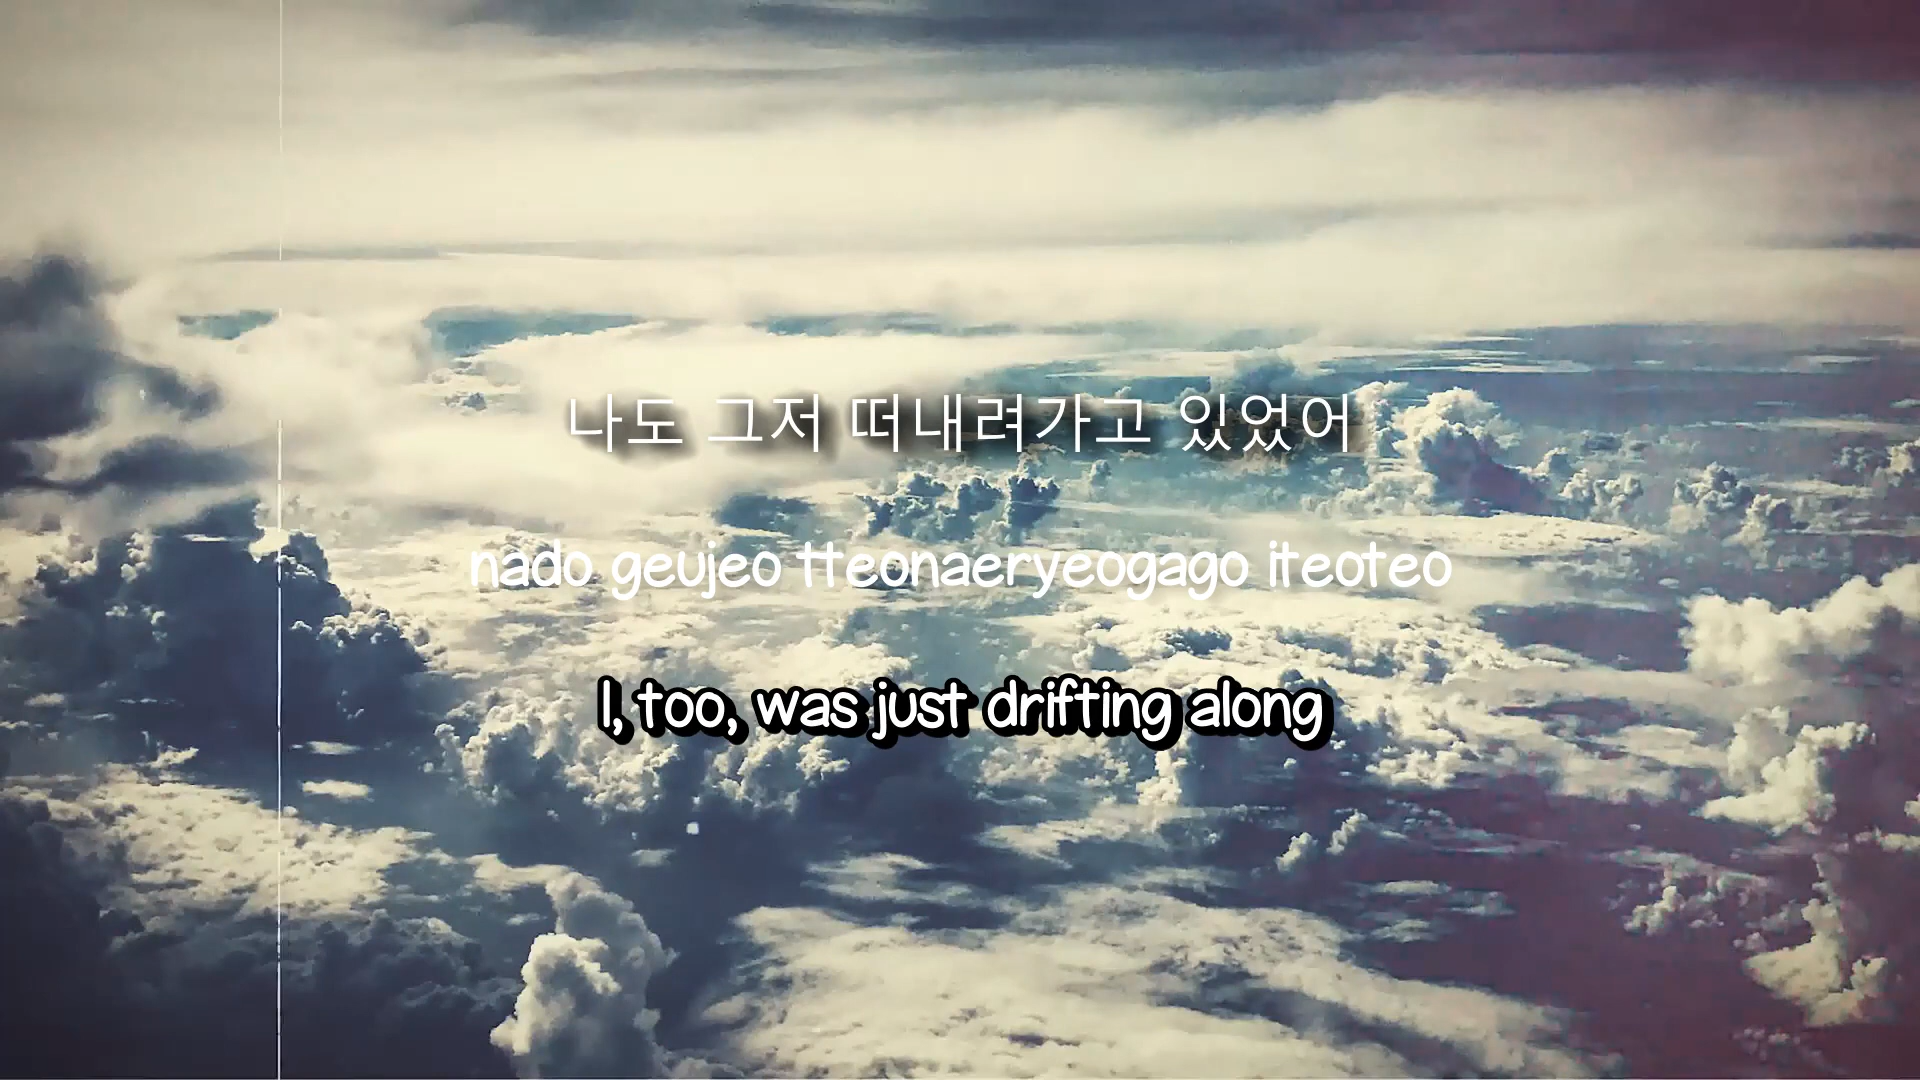 나도 그저 떠내려가고 있었어
nado geujeo tteonaeryeogago iteoteo
I, too, was just drifting along